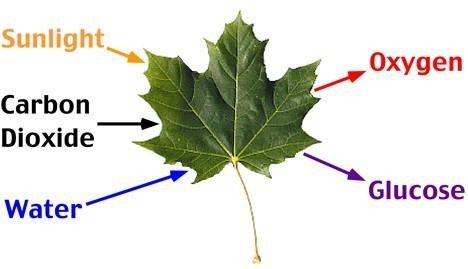 Sunlight
Carbon
Dioxide
Water
Oxygen
Glucose